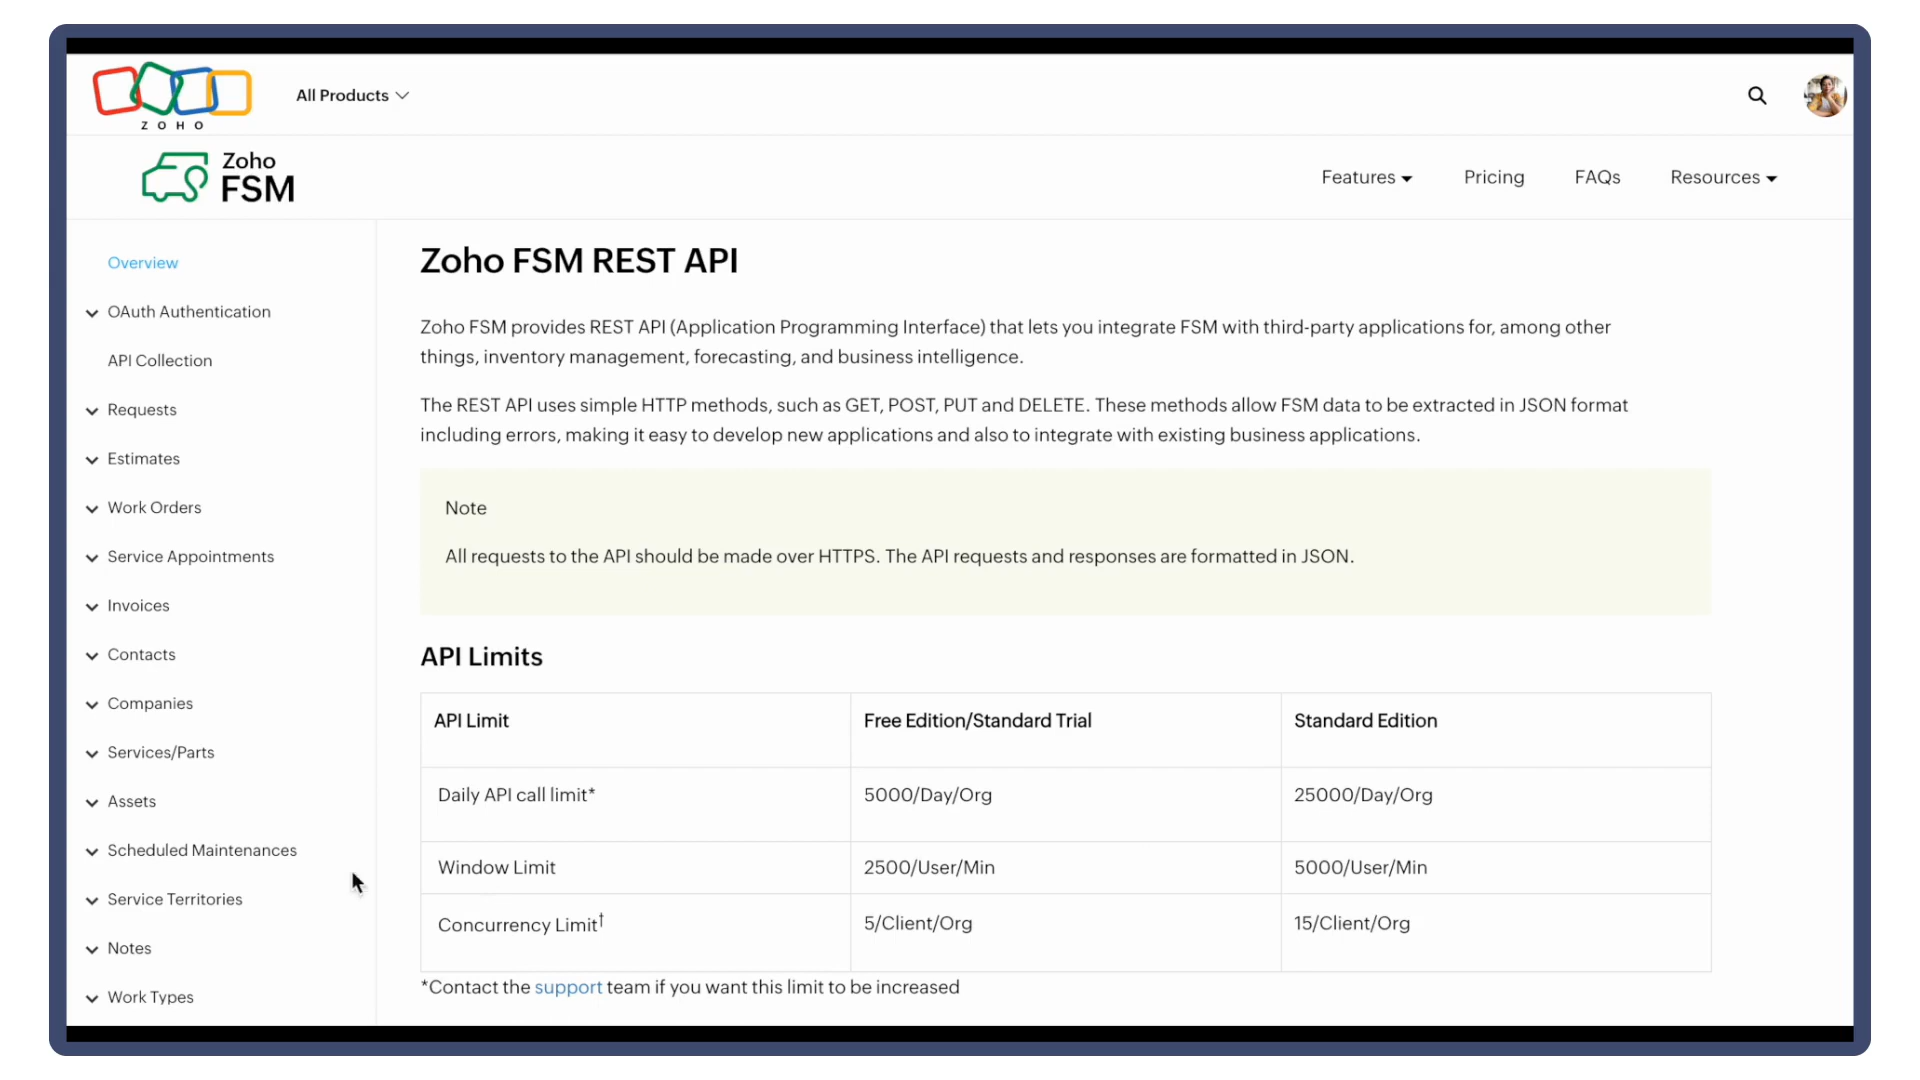 ZOHO
All Products
Zoho
FSM
Features
Pricing
FAQs
Resources
Overview
OAuth Authentication
API Collection
Requests
Estimates
Work Orders
Service Appointments
Invoices
Contacts
Companies
Services/Parts
Assets
Scheduled Maintenances
Service Territories
Notes
Work Types
Zoho FSM REST API
Zoho FSM provides REST API (Application Programming Interface) that lets you integrate FSM with third-party applications for, among other
things, inventory management, forecasting, and business intelligence.
The REST API uses simple HTTP methods, such as GET, POST, PUT and DELETE. These methods allow FSM data to be extracted in JSON format
including errors, making it easy to develop new applications and also to integrate with existing business applications.
Note
All requests to the API should be made over HTTPS. The API requests and responses are formatted in JSON.
API Limits
API Limit
Free Edition/Standard Trial
Standard Edition
Daily API call limit*
5000/Day/Org
25000/Day/Org
Window Limit
2500/User/Min
5000/User/Min
Concurrency Limit†
5/Client/Org
15/Client/Org
*Contact the support team if you want this limit to be increased